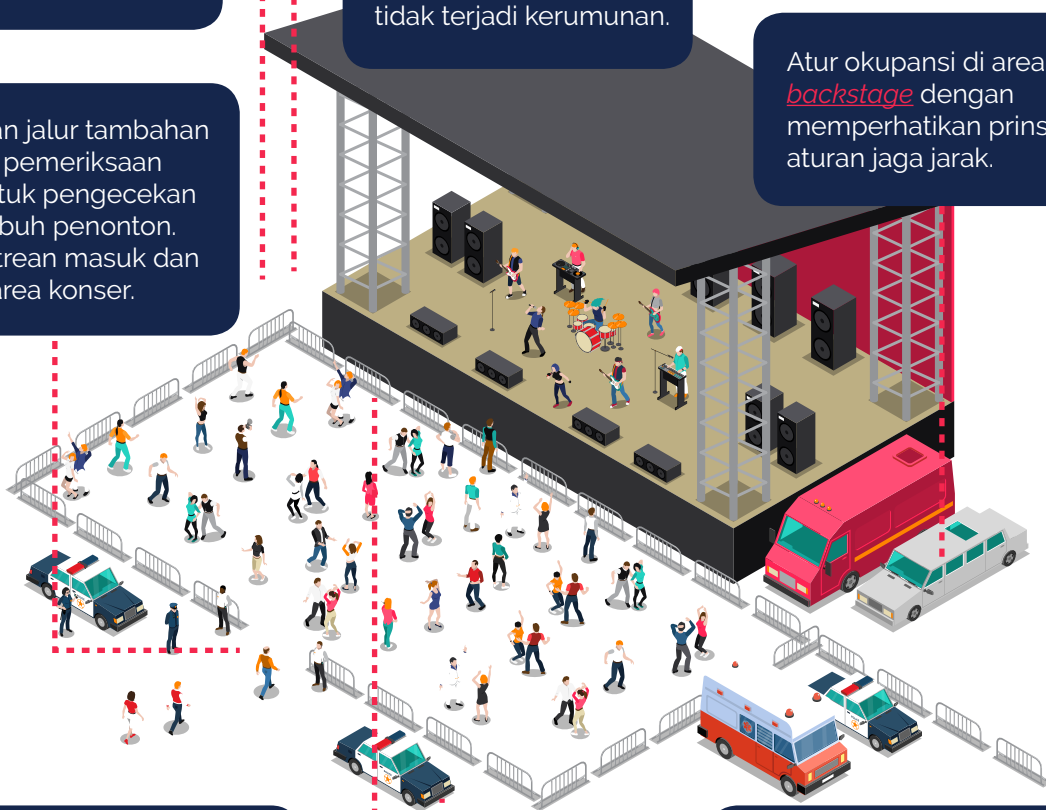 tidak terjadi kerumunan.
Atur okupansi di area
backstage dengan
memperhatikan prins
aturan jaga jarak.
an jalur tambahan
pemeriksaan
tuk pengecekan
buh penonton.
trean masuk dan
area konser.